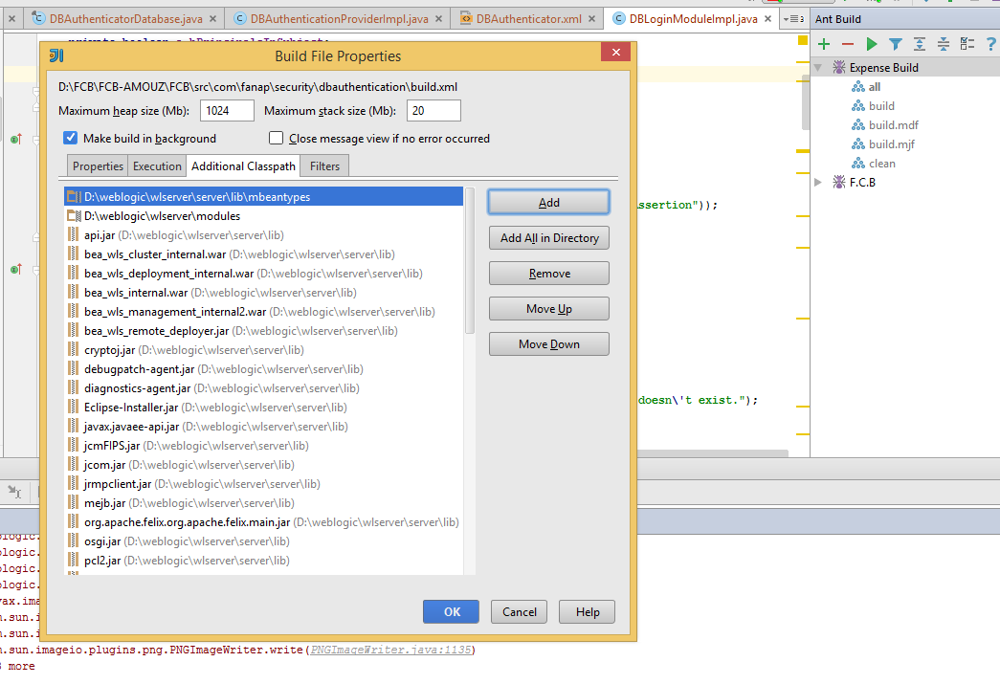 DBAuthenticatorDatabase.java
DBAuthenticationProviderImpl.java
DBAuthenticator.xml
DBLoginModuleImpl.java
Ant Build
Build File Properties
D:\FCB\FCB-AMOUZ\FCB\src\com\fanap\security\dbauthentication\build.xml
Maximum heap size (Mb): 1024 Maximum stack size (Mb): 20
Make build in background
Close message view if no error occurred
Properties Execution Additional Classpath Filters
D:\weblogic\wlserver\server\lib\mbeantypes
D:\weblogic\wlserver\modules
api.jar (D:\weblogic\wlserver\server\lib)
bea_wls_cluster_internal.war (D:\weblogic\wlserver\server\lib)
bea_wls_deployment_internal.war (D:\weblogic\wlserver\server\lib)
bea_wls_internal.war (D:\weblogic\wlserver\server\lib)
bea_wls_management_internal2.war (D:\weblogic\wlserver\server\lib)
bea_wls_remote_deployer.jar (D:\weblogic\wlserver\server\lib)
cryptoj.jar (D:\weblogic\wlserver\server\lib)
debugpatch-agent.jar (D:\weblogic\wlserver\server\lib)
diagnostics-agent.jar (D:\weblogic\wlserver\server\lib)
Eclipse-Installer.jar (D:\weblogic\wlserver\server\lib)
javax.javaee-api.jar (D:\weblogic\wlserver\server\lib)
jcmFIPS.jar (D:\weblogic\wlserver\server\lib)
jcom.jar (D:\weblogic\wlserver\server\lib)
jrmpclient.jar (D:\weblogic\wlserver\server\lib)
mejb.jar (D:\weblogic\wlserver\server\lib)
org.apache.felix.org.apache.felix.main.jar (D:\weblogic\wlserver\server\lib)
osgi.jar (D:\weblogic\wlserver\server\lib)
pcl2.jar (D:\weblogic\wlserver\server\lib)
Add
Add All in Directory
Remove
Move Up
Move Down
OK Cancel Help
Expense Build
all
build
build.mdf
build.mjf
clean
F.C.B
ssertion"));
doesn\'t exist.");
ologic.
ologic.
ologic.
vax.ima
m.sun.i
m.sun.i
m.sun.imageio.plugins.png.PNGImageWriter.write(PNGImageWriter.java:1135)
more